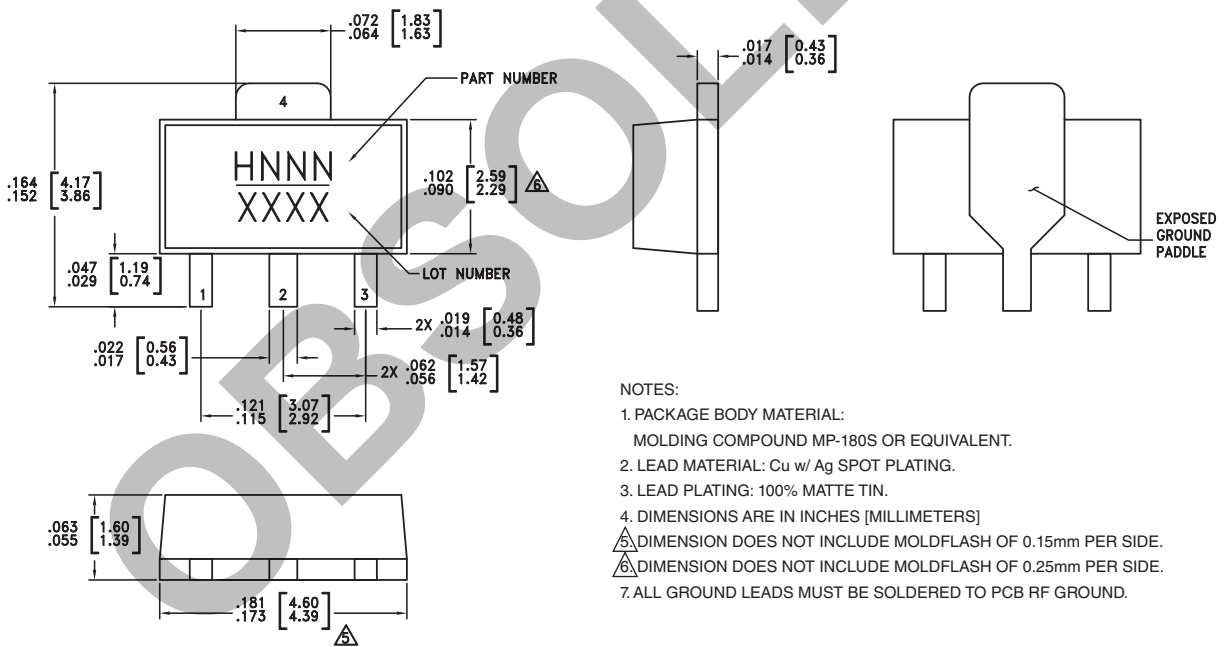 .072 [1.83]
.064 [1.63]
.017 [0.43]
.014 [0.36]
PART NUMBER
4
HNNN
XXXX
.164 [4.17]
.152 [3.86]
.102 [2.59]
.090 [2.29] 6
LOT NUMBER
.047 [1.19]
.029 [0.74]
1 2 3
2X .019 [0.48]
.014 [0.36]
.022 [0.56]
.017 [0.43]
2X .062 [1.57]
.056 [1.42]
.121 [3.07]
.115 [2.92]
EXPOSED
GROUND
PADDLE
.063 [1.60]
.055 [1.39]
.181 [4.60]
.173 [4.39]
5
NOTES:
1. PACKAGE BODY MATERIAL:
MOLDING COMPOUND MP-180S OR EQUIVALENT.
2. LEAD MATERIAL: Cu w/ Ag SPOT PLATING.
3. LEAD PLATING: 100% MATTE TIN.
4. DIMENSIONS ARE IN INCHES [MILLIMETERS]
5 DIMENSION DOES NOT INCLUDE MOLDFLASH OF 0.15mm PER SIDE.
6 DIMENSION DOES NOT INCLUDE MOLDFLASH OF 0.25mm PER SIDE.
7. ALL GROUND LEADS MUST BE SOLDERED TO PCB RF GROUND.
OBSOL